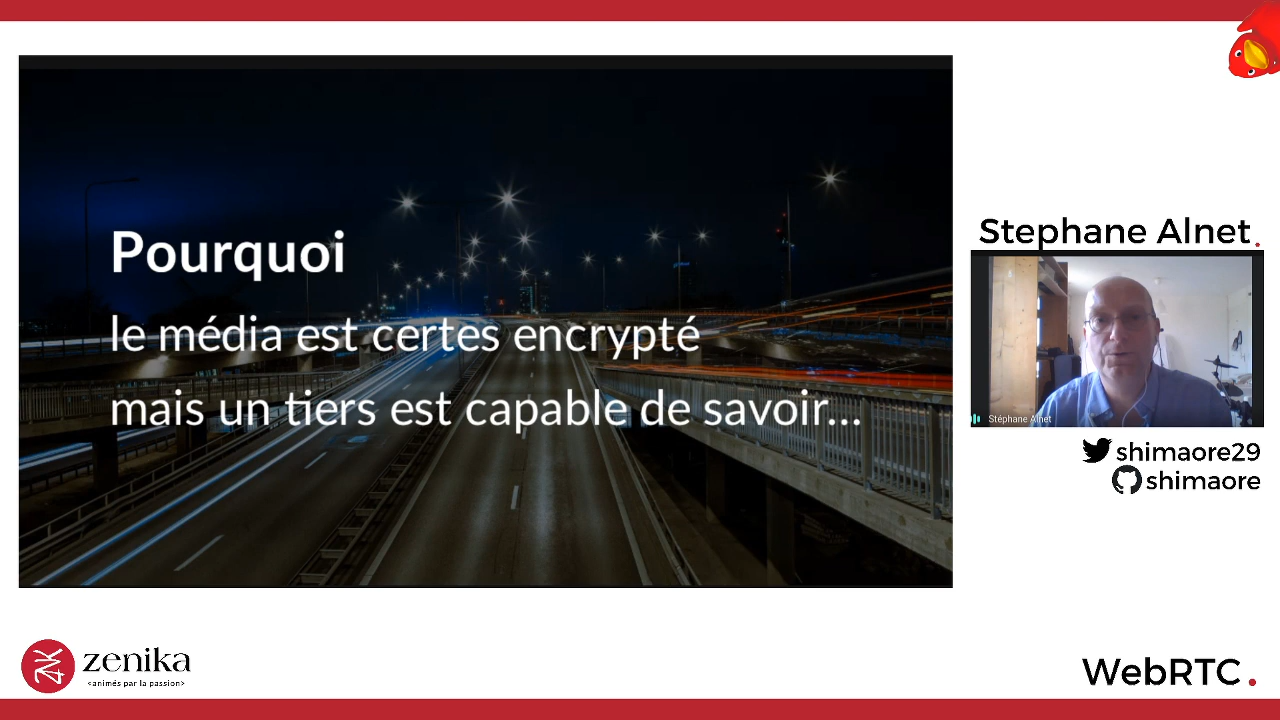 Pourquoi
le média est certes encrypté
mais un tiers est capable de savoir...
Stephane Alnet.
Stéphane Alnet
shimaore29
shimaore
zenika
<animés par la passion>
WebRTC.